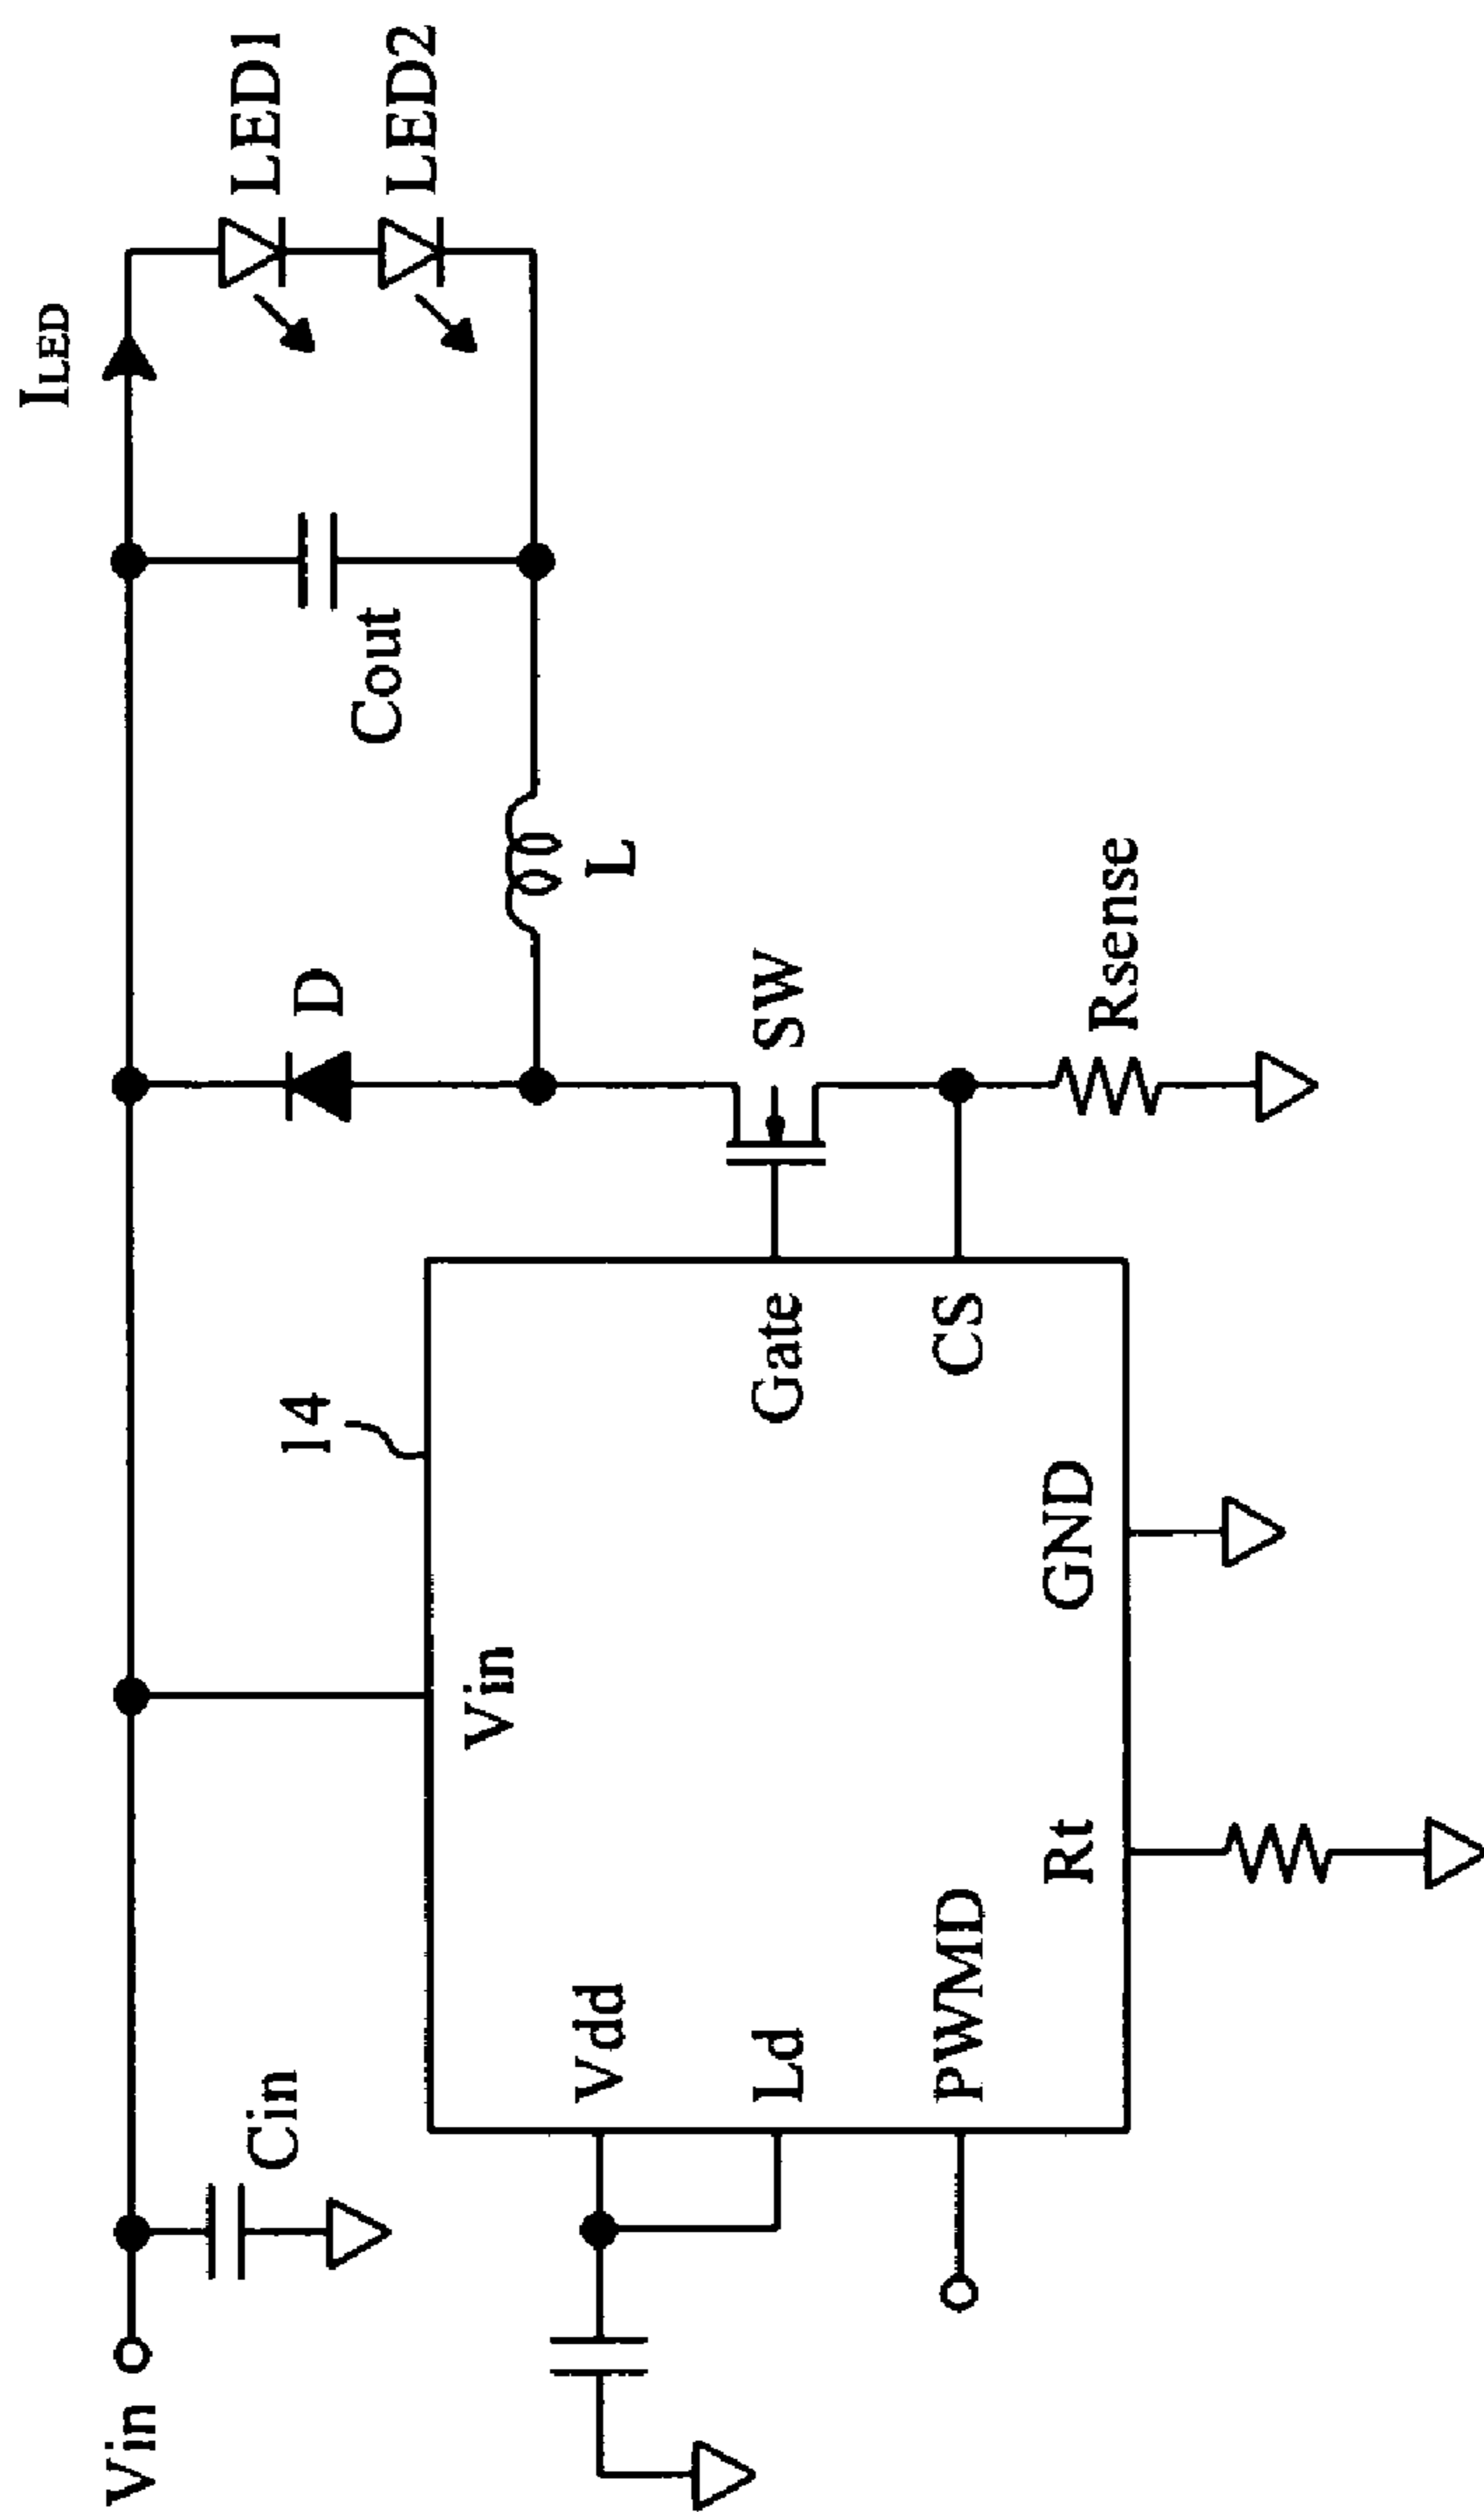 Vin
Cin
14
D
Cout
ILED
LED1
LED2
L
Vin
Vdd
Ld
PWMD
Rt
GND
Gate
CS
SW
Rsense